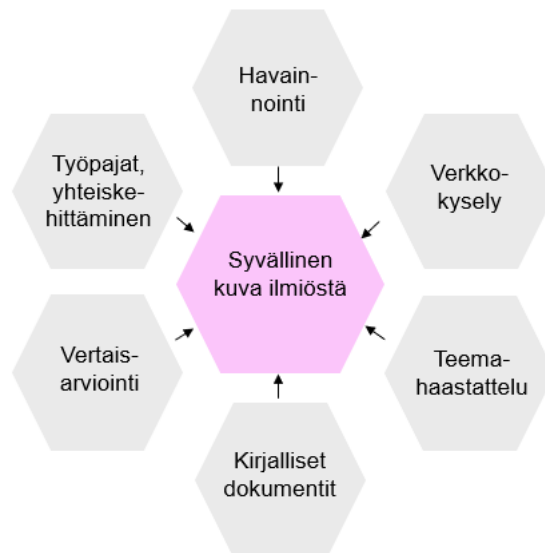 Havain-
nointi
Työpajat,
yhteiske-
hittäminen
Verkko-
kysely
Syvällinen
kuva ilmiöstä
Vertais-
arviointi
Teema-
haastattelu
Kirjalliset
dokumentit